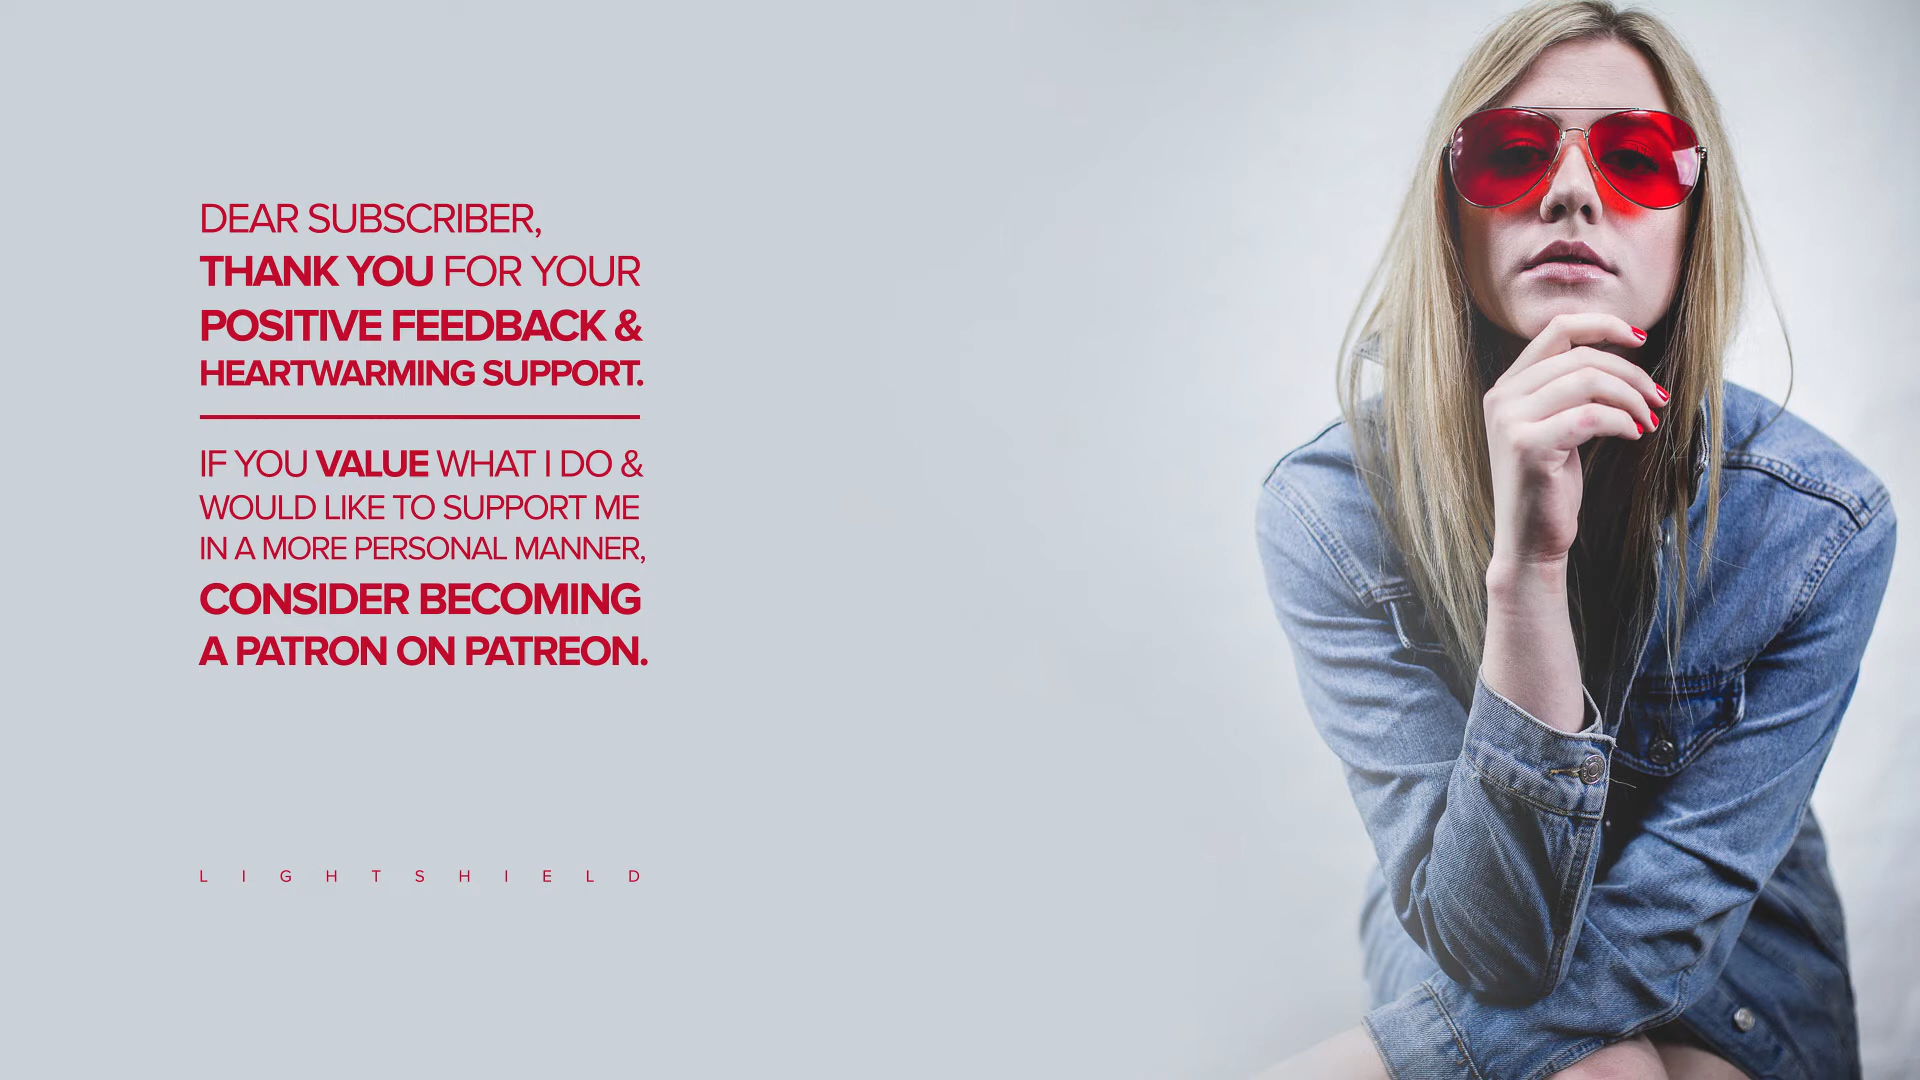 DEAR SUBSCRIBER,
THANK YOU FOR YOUR
POSITIVE FEEDBACK &
HEARTWARMING SUPPORT.
IF YOU VALUE WHAT I DO &
WOULD LIKE TO SUPPORT ME
IN A MORE PERSONAL MANNER,
CONSIDER BECOMING
A PATRON ON PATREON.
LIGHTSHIELD